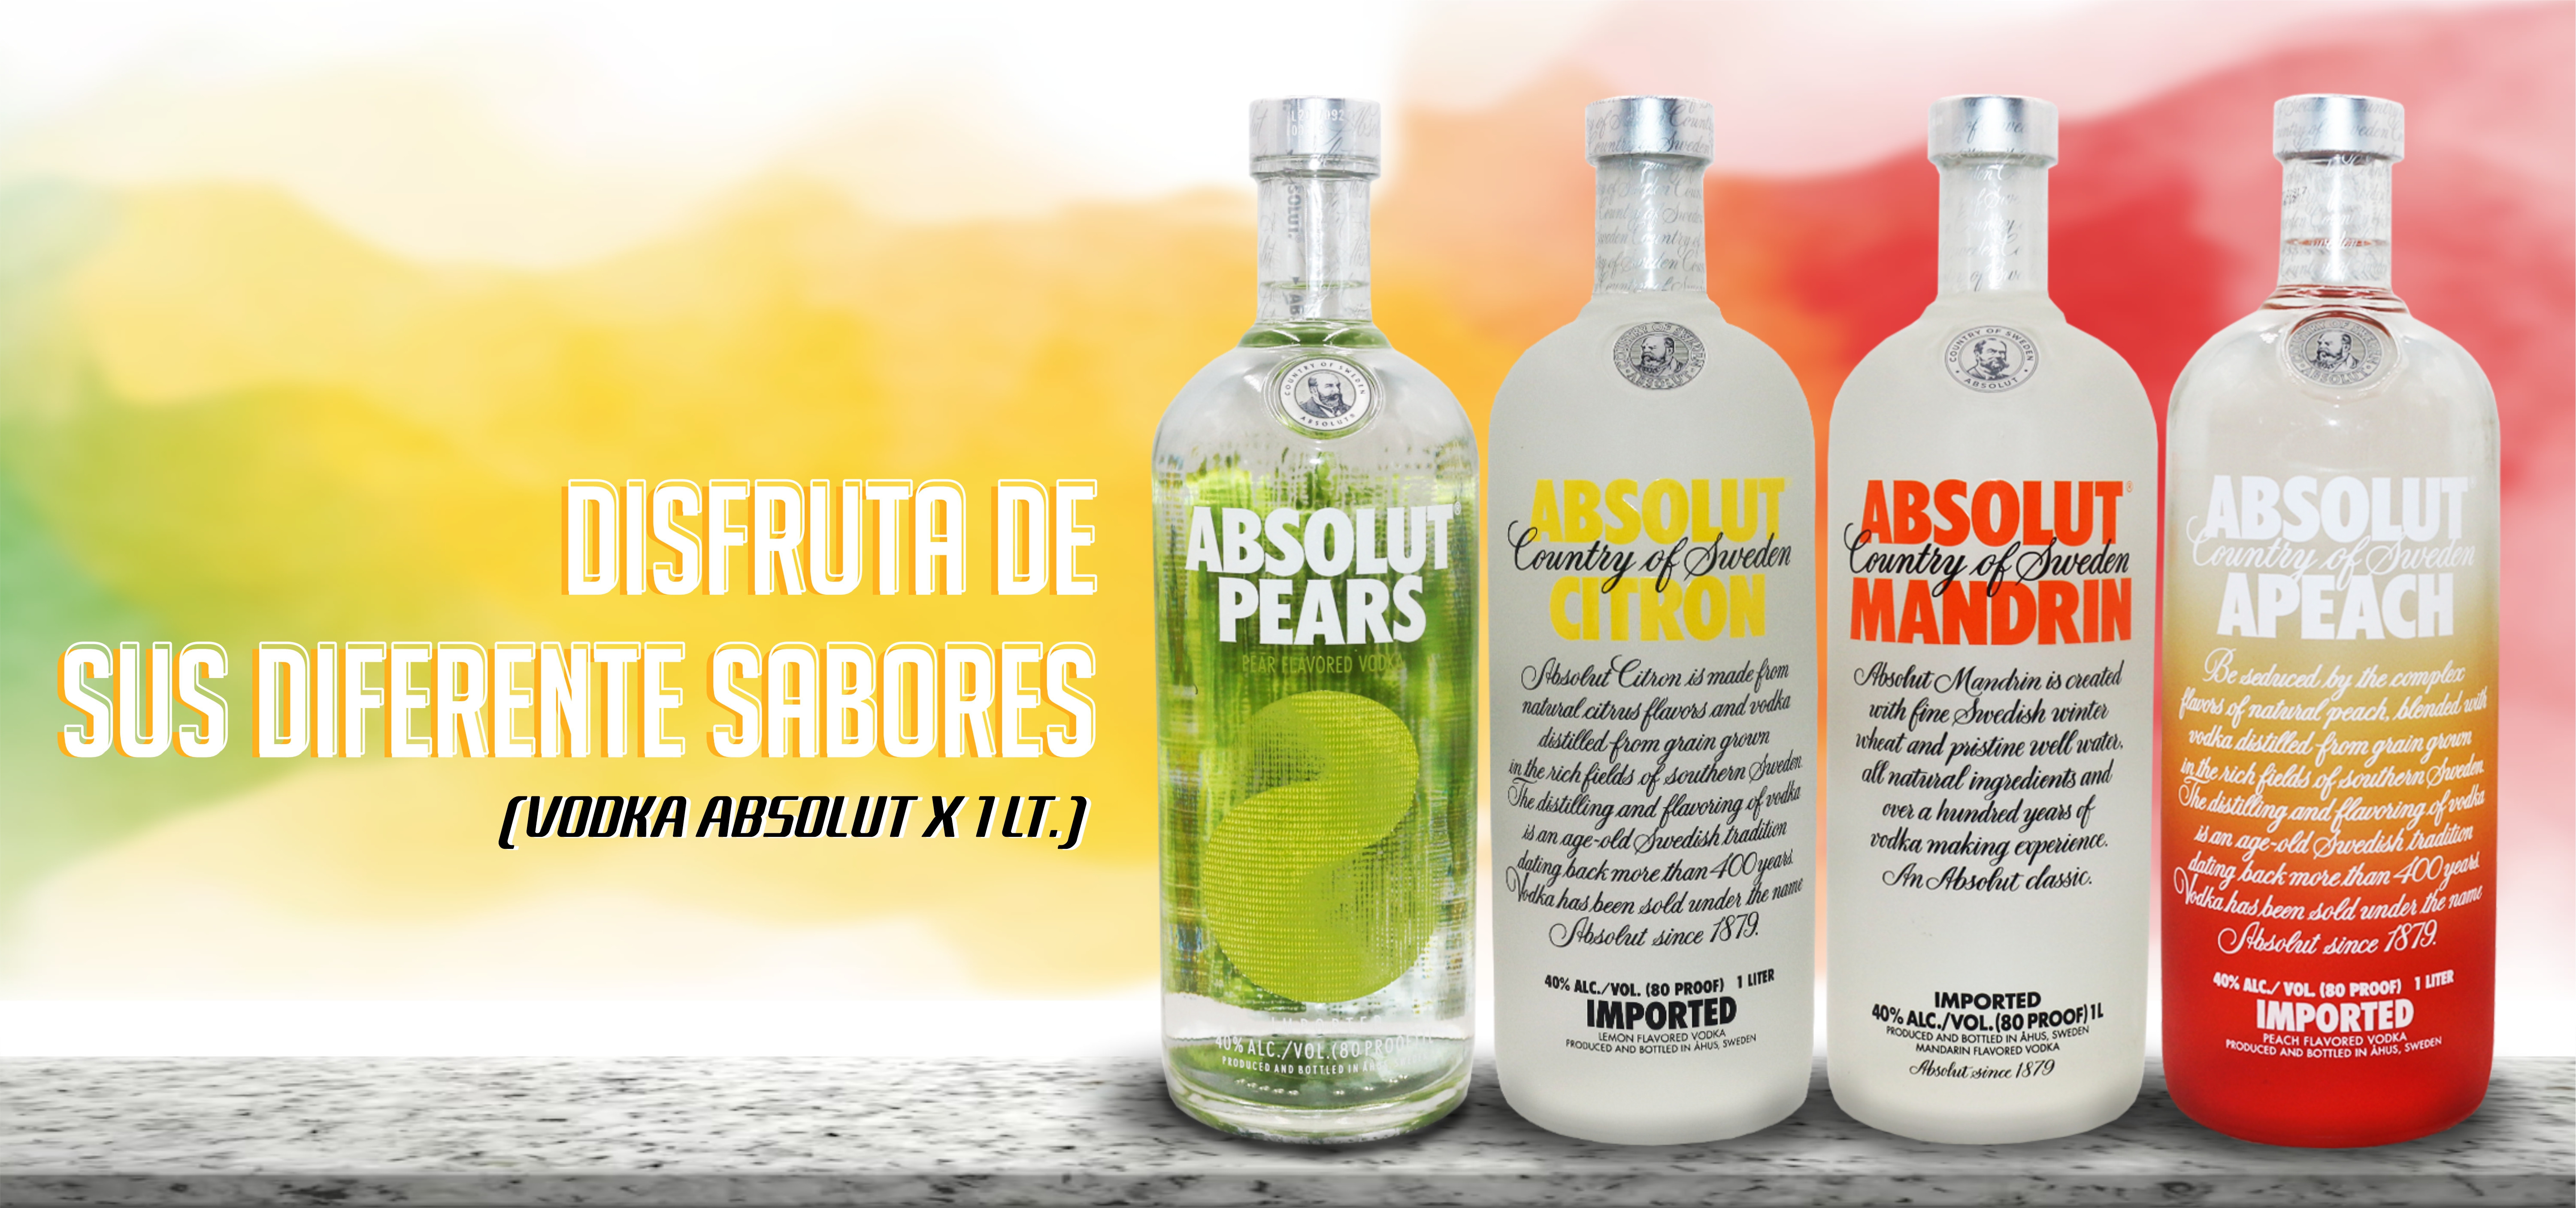 DISFRUTA DE
SUS DIFERENTE SABORES
(VODKA ABSOLUT X 1 LT.)
COUNTRY OF SWEDEN
ABSOLUT
ABSOLUT
PEARS
PEAR FLAVORED VODKA
40% ALC./VOL.(80 PROOF)
PRODUCED AND BOTTLED IN
ABSOLUT
Country of Sweden
CITRON
Absolut Citron is made from
natural citrus flavors and vodka
distilled from grain grown
in the rich fields of southern Sweden.
The distilling and flavoring of vodka
is an age-old Swedish tradition
dating back more than 400 years.
Vodka has been sold under the name
Absolut since 1879.
40% ALC./VOL. (80 PROOF) 1 LITER
IMPORTED
LEMON FLAVORED VODKA
PRODUCED AND BOTTLED IN ÅHUS, SWEDEN
COUNTRY OF SWEDEN
ABSOLUT
ABSOLUT®
Country of Sweden
MANDRIN
Absolut Mandrin is created
with fine Swedish winter
wheat and pristine well water,
all natural ingredients and
over a hundred years of
vodka making experience.
An Absolut classic.
IMPORTED
40% ALC./VOL.(80 PROOF) 1L
PRODUCED AND BOTTLED IN ÅHUS, SWEDEN
MANDARIN FLAVORED VODKA
Absolut since 1879
ABSOLUT
Country of Sweden
APEACH
Be seduced by the complex
flavors of natural peach, blended with
vodka distilled from grain grown
in the rich fields of southern Sweden.
The distilling and flavoring of vodka
is an age-old Swedish tradition
dating back more than 400 years.
Vodka has been sold under the name
Absolut since 1879.
40% ALC./VOL. (80 PROOF) 1 LITER
IMPORTED
PEACH FLAVORED VODKA
PRODUCED AND BOTTLED IN ÅHUS, SWEDEN